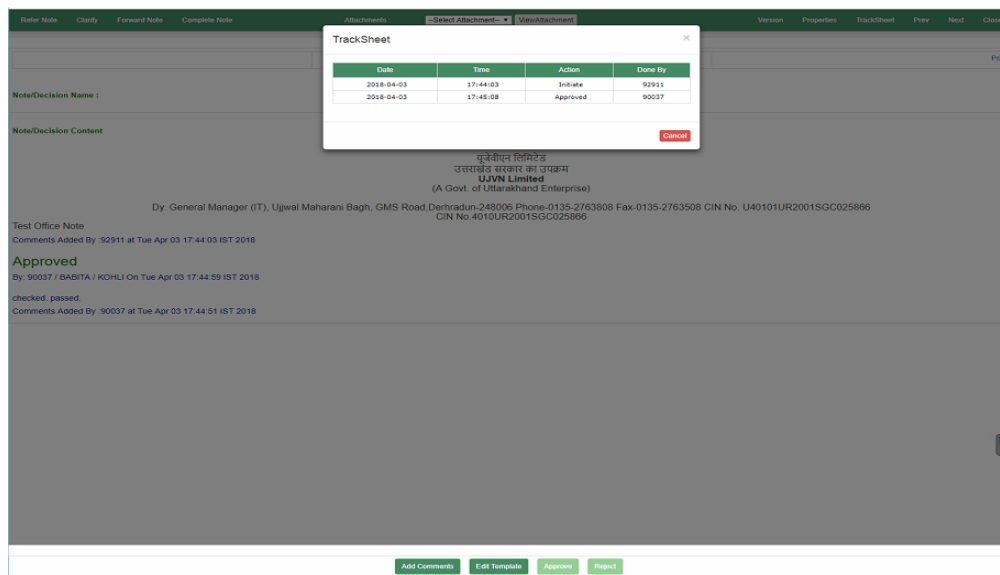 Refer Note Clarify Forward Note Complete Note Attachments : --Select Attachment-- ViewAttachment Version Properties TrackSheet Prev Next Close
TrackSheet ×
Date Time Action Done By
2018-04-03 17:44:03 Initiate 92911
2018-04-03 17:45:08 Approved 90037
Cancel
Note/Decision Name :
Note/Decision Content
यूजेवीएन लिमिटेड
उत्तराखंड सरकार का उपक्रम
UJVN Limited
(A Govt. of Uttarakhand Enterprise)
Dy. General Manager (IT), Ujjwal Maharani Bagh, GMS Road,Derhradun-248006 Phone-0135-2763808 Fax-0135-2763508 CIN No. U40101UR2001SGC025866
CIN No.4010UR2001SGC025866
Test Office Note
Comments Added By :92911 at Tue Apr 03 17:44:03 IST 2018
Approved
By: 90037 / BABITA / KOHLI On Tue Apr 03 17:44:59 IST 2018
checked. passed.
Comments Added By :90037 at Tue Apr 03 17:44:51 IST 2018
Add Comments Edit Template Approve Reject